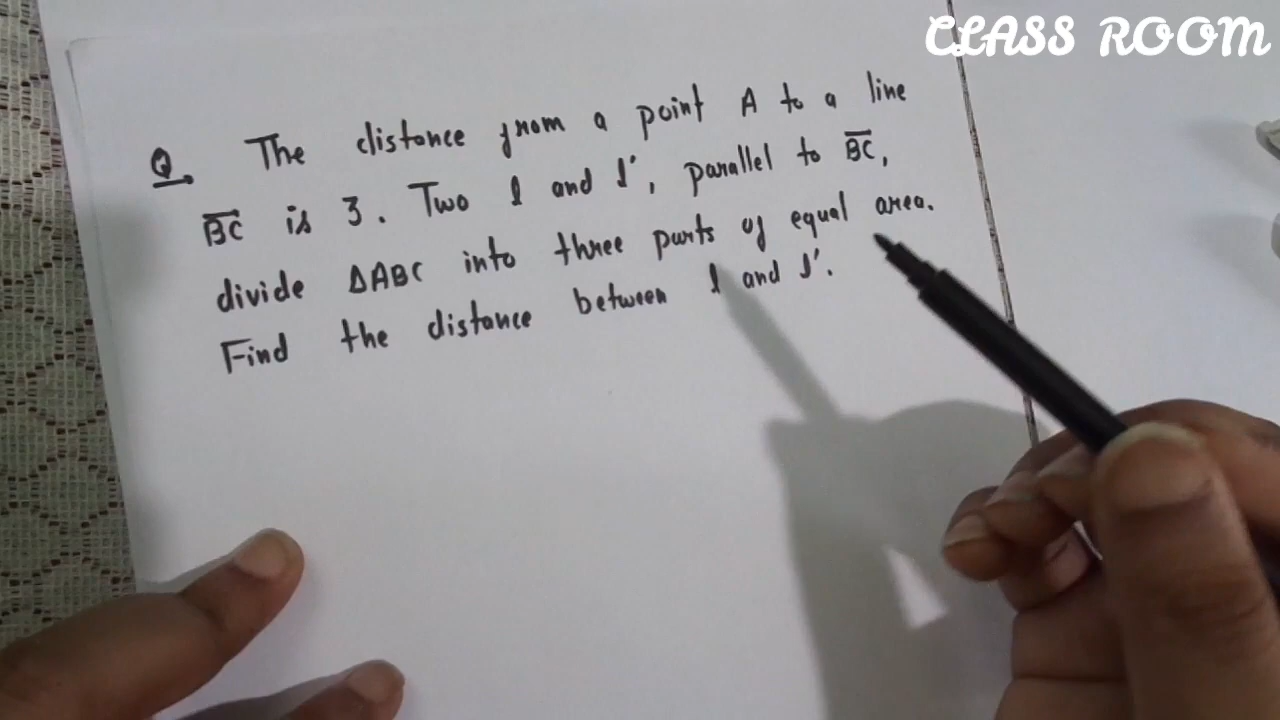 CLASS ROOM
Q. The distance from a point A to a line
BC is 3. Two l and l', parallel to BC,
divide ΔABC into three parts of equal area.
Find the distance between l and l'.